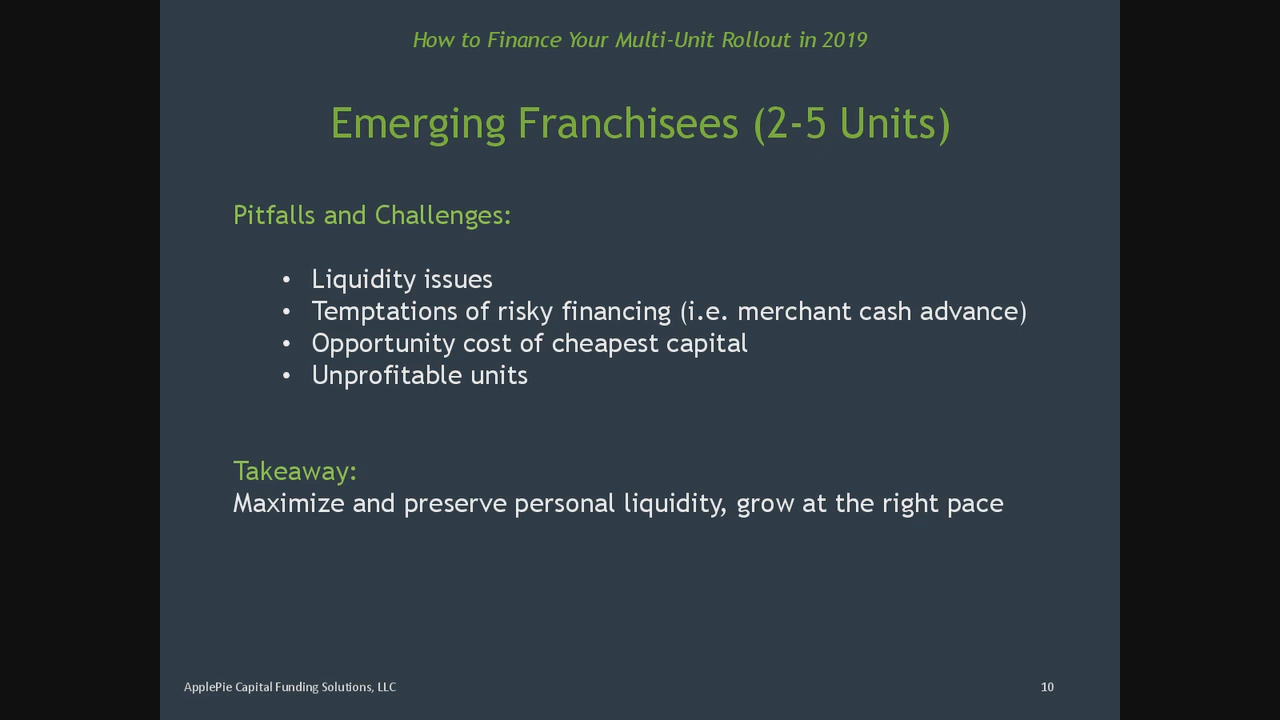 How to Finance Your Multi-Unit Rollout in 2019
Emerging Franchisees (2-5 Units)
Pitfalls and Challenges:
• Liquidity issues
• Temptations of risky financing (i.e. merchant cash advance)
• Opportunity cost of cheapest capital
• Unprofitable units
Takeaway:
Maximize and preserve personal liquidity, grow at the right pace
ApplePie Capital Funding Solutions, LLC
10